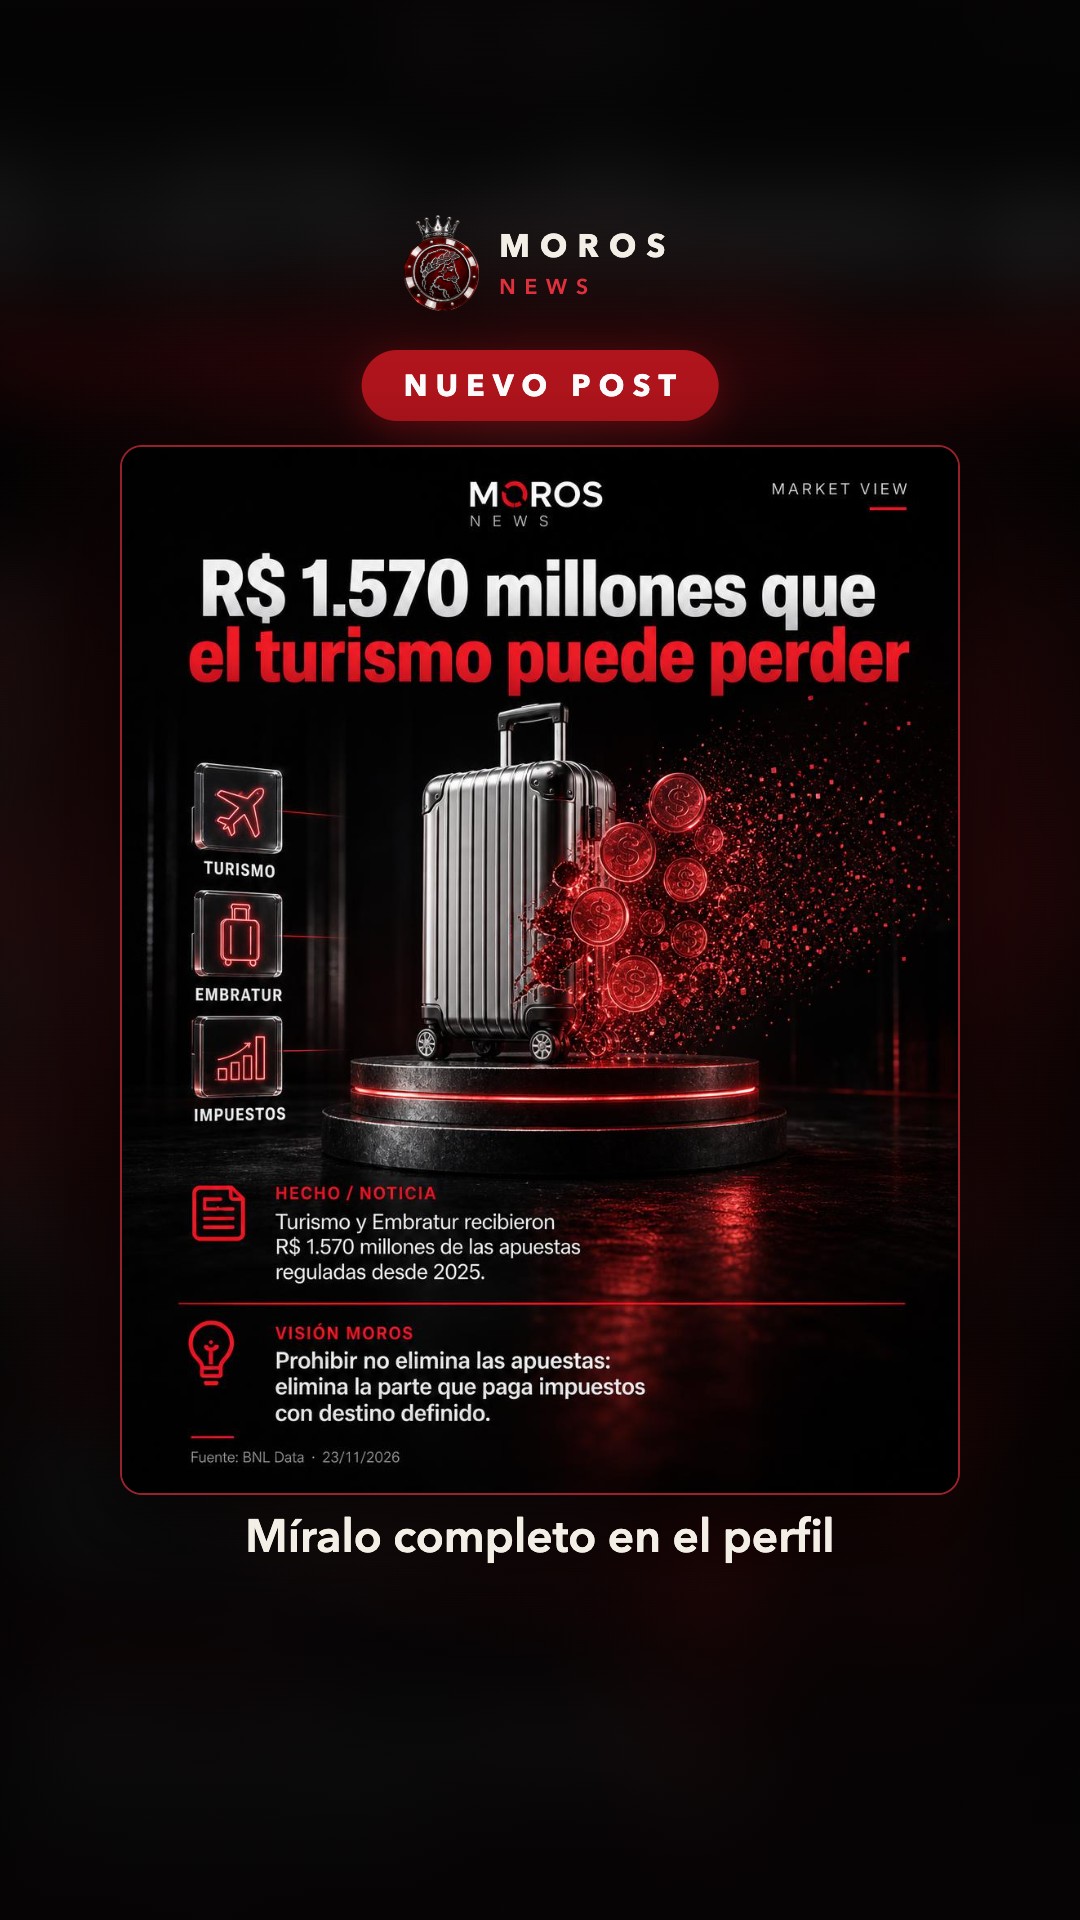 MOROS
NEWS
NUEVO POST
MOROS
NEWS
MARKET VIEW
R$ 1.570 millones que
el turismo puede perder
TURISMO
EMBRATUR
IMPUESTOS
HECHO / NOTICIA
Turismo y Embratur recibieron
R$ 1.570 millones de las apuestas
reguladas desde 2025.
VISIÓN MOROS
Prohibir no elimina las apuestas:
elimina la parte que paga impuestos
con destino definido.
Fuente: BNL Data · 23/11/2026
Míralo completo en el perfil